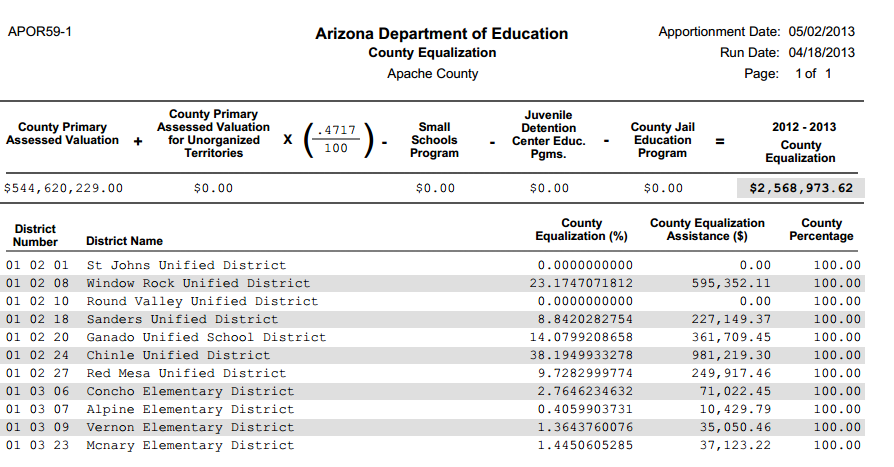 APOR59-1
Arizona Department of Education
County Equalization
Apache County
Apportionment Date: 05/02/2013
Run Date: 04/18/2013
Page: 1 of 1
County Primary
Assessed Valuation
+
County Primary
Assessed Valuation
for Unorganized
Territories
X
( .4717
100 )
-
Small
Schools
Program
-
Juvenile
Detention
Center Educ.
Pgms.
-
County Jail
Education
Program
=
2012 - 2013
County
Equalization
$544,620,229.00 $0.00 $0.00 $0.00 $0.00 $2,568,973.62
District
Number
District Name
County
Equalization (%)
County Equalization
Assistance ($)
County
Percentage
01 02 01 St Johns Unified District 0.0000000000 0.00 100.00
01 02 08 Window Rock Unified District 23.1747071812 595,352.11 100.00
01 02 10 Round Valley Unified District 0.0000000000 0.00 100.00
01 02 18 Sanders Unified District 8.8420282754 227,149.37 100.00
01 02 20 Ganado Unified School District 14.0799208658 361,709.45 100.00
01 02 24 Chinle Unified District 38.1949933278 981,219.30 100.00
01 02 27 Red Mesa Unified District 9.7282999774 249,917.46 100.00
01 03 06 Concho Elementary District 2.7646234632 71,022.45 100.00
01 03 07 Alpine Elementary District 0.4059903731 10,429.79 100.00
01 03 09 Vernon Elementary District 1.3643760076 35,050.46 100.00
01 03 23 Mcnary Elementary District 1.4450605285 37,123.22 100.00